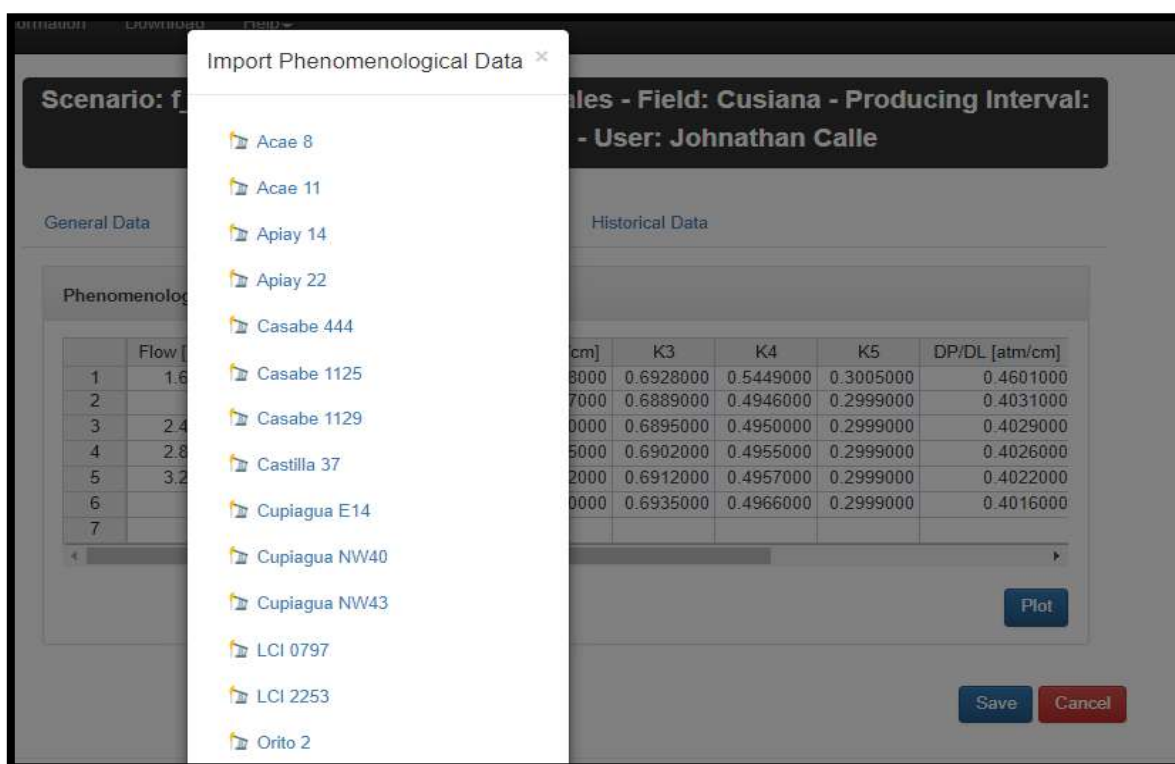 Download Help
Import Phenomenological Data ×
Scenario: f_ - Field: Cusiana - Producing Interval:
- User: Johnathan Calle
General Data Historical Data
Acae 8
Acae 11
Apiay 14
Apiay 22
Casabe 444
Casabe 1125
Casabe 1129
Castilla 37
Cupiagua E14
Cupiagua NW40
Cupiagua NW43
LCI 0797
LCI 2253
Orito 2
Flow [ cm] K3 K4 K5 DP/DL [atm/cm]
1 1.6 8000 0.6928000 0.5449000 0.3005000 0.4601000
2 7000 0.6889000 0.4946000 0.2999000 0.4031000
3 2.4 0000 0.6895000 0.4950000 0.2999000 0.4029000
4 2.8 5000 0.6902000 0.4955000 0.2999000 0.4026000
5 3.2 2000 0.6912000 0.4957000 0.2999000 0.4022000
6 0000 0.6935000 0.4966000 0.2999000 0.4016000
7
Plot
Save Cancel